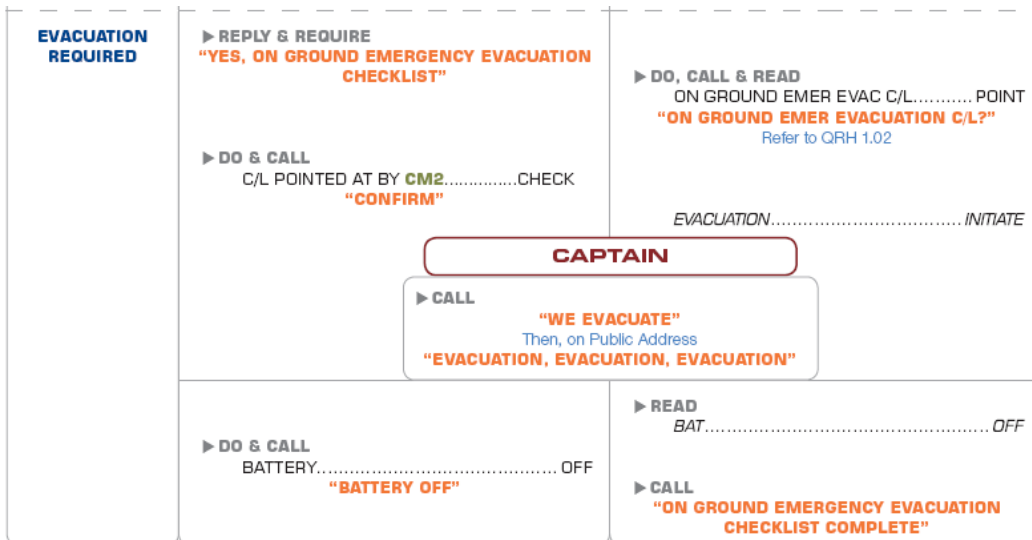 EVACUATION
REQUIRED
▶ REPLY & REQUIRE
“YES, ON GROUND EMERGENCY EVACUATION
CHECKLIST”
▶ DO, CALL & READ
ON GROUND EMER EVAC C/L........... POINT
“ON GROUND EMER EVACUATION C/L?”
Refer to QRH 1.02
▶ DO & CALL
C/L POINTED AT BY CM2...............CHECK
“CONFIRM”
EVACUATION..................................... INITIATE
CAPTAIN
▶ CALL
“WE EVACUATE”
Then, on Public Address
“EVACUATION, EVACUATION, EVACUATION”
▶ READ
BAT....................................................... OFF
▶ DO & CALL
BATTERY............................................... OFF
“BATTERY OFF”
▶ CALL
“ON GROUND EMERGENCY EVACUATION
CHECKLIST COMPLETE”